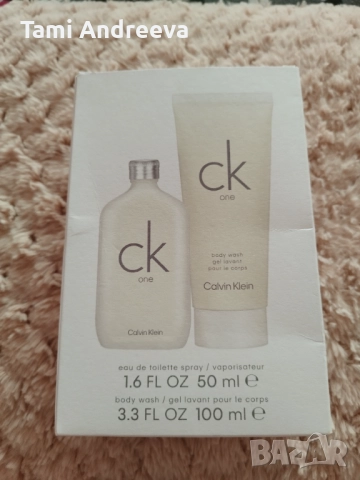 Tami Andreeva
ck
one
body wash
gel lavant
pour le corps
Calvin Klein
ck
one
Calvin Klein
eau de toilette spray / vaporisateur
1.6 FL OZ 50 ml ℮
body wash / gel lavant pour le corps
3.3 FL OZ 100 ml ℮
BAZAR